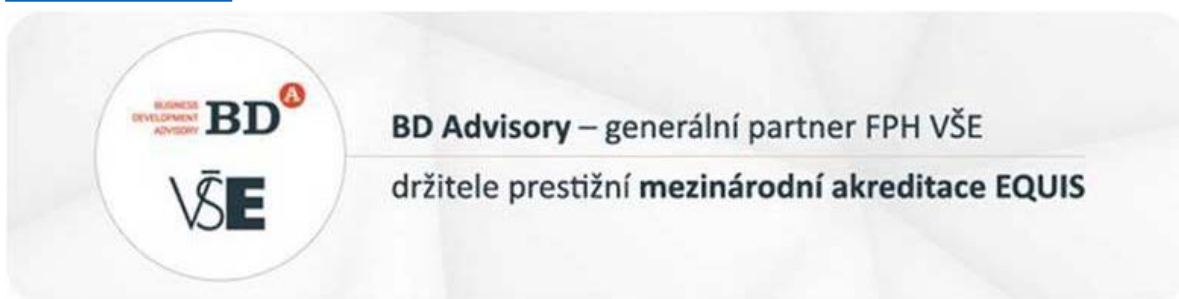 BUSINESS
DEVELOPMENT
ADVISORY
BD
A
VŠE
BD Advisory – generální partner FPH VŠE
držitele prestižní mezinárodní akreditace EQUIS